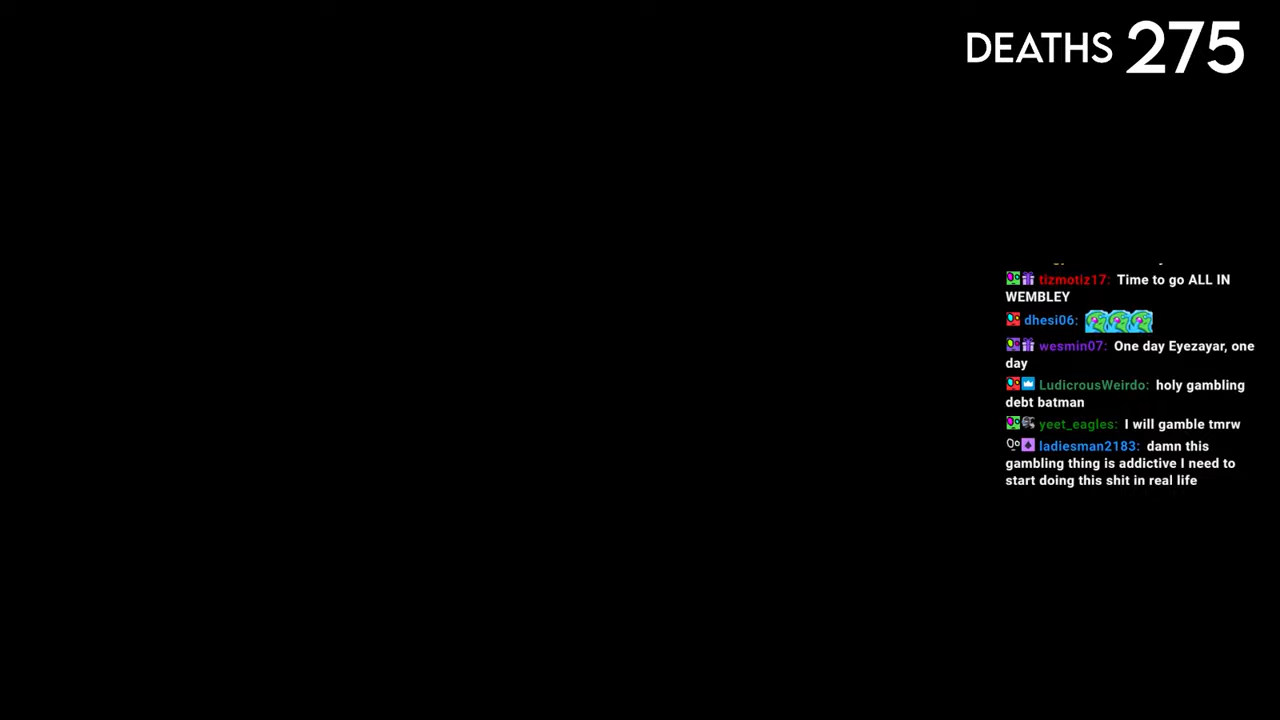 DEATHS 275
tizmotiz17: Time to go ALL IN
WEMBLEY
dhesi06:
wesmin07: One day Eyezayar, one
day
LudicrousWeirdo: holy gambling
debt batman
yeet_eagles: I will gamble tmrw
ladiesman2183: damn this
gambling thing is addictive I need to
start doing this shit in real life